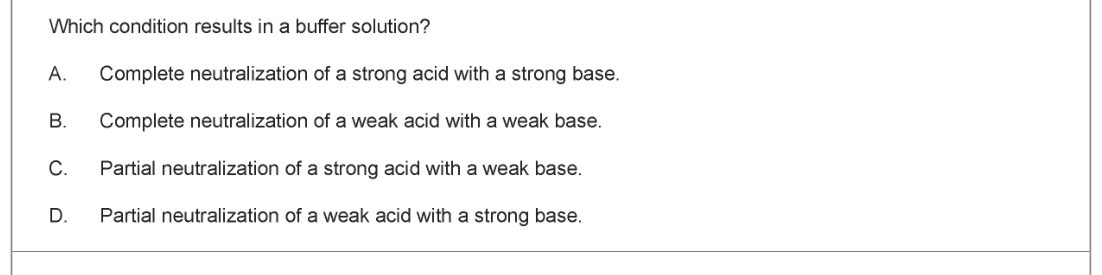 Which condition results in a buffer solution?
A. Complete neutralization of a strong acid with a strong base.
B. Complete neutralization of a weak acid with a weak base.
C. Partial neutralization of a strong acid with a weak base.
D. Partial neutralization of a weak acid with a strong base.